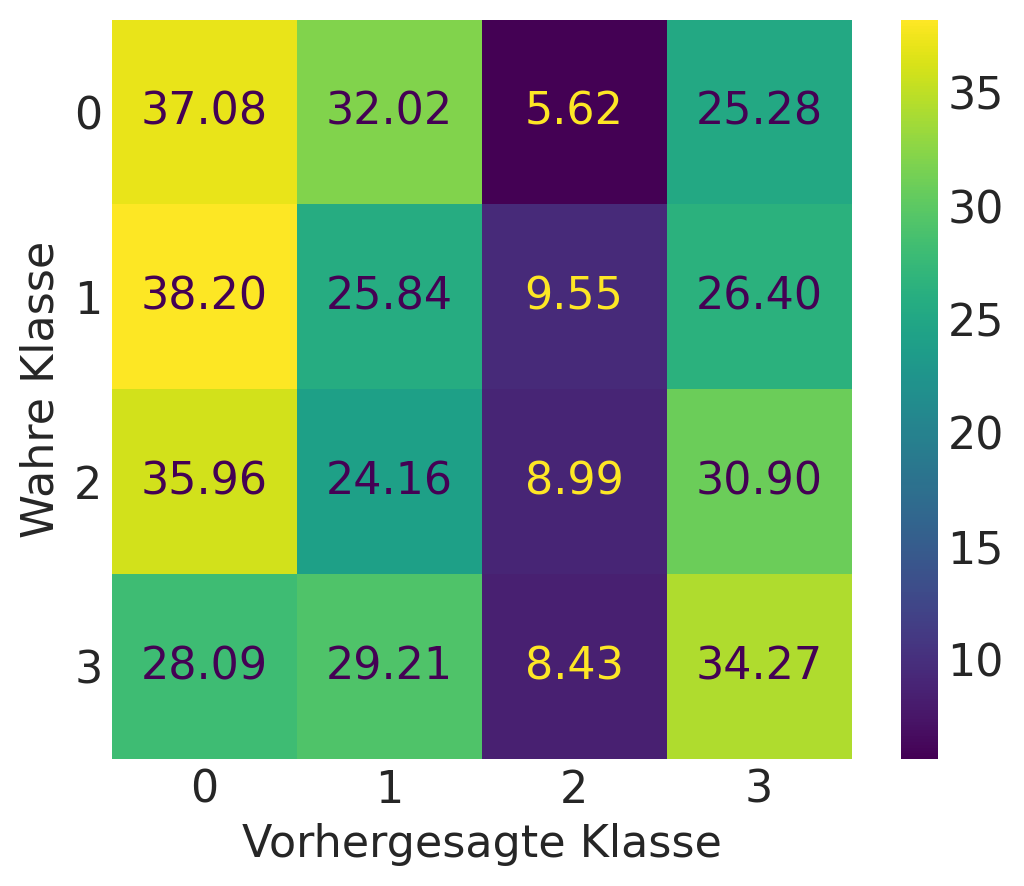 0 37.08 32.02 5.62 25.28
1 38.20 25.84 9.55 26.40
2 35.96 24.16 8.99 30.90
3 28.09 29.21 8.43 34.27
0 1 2 3
Vorhergesagte Klasse
Wahre Klasse
35
30
25
20
15
10